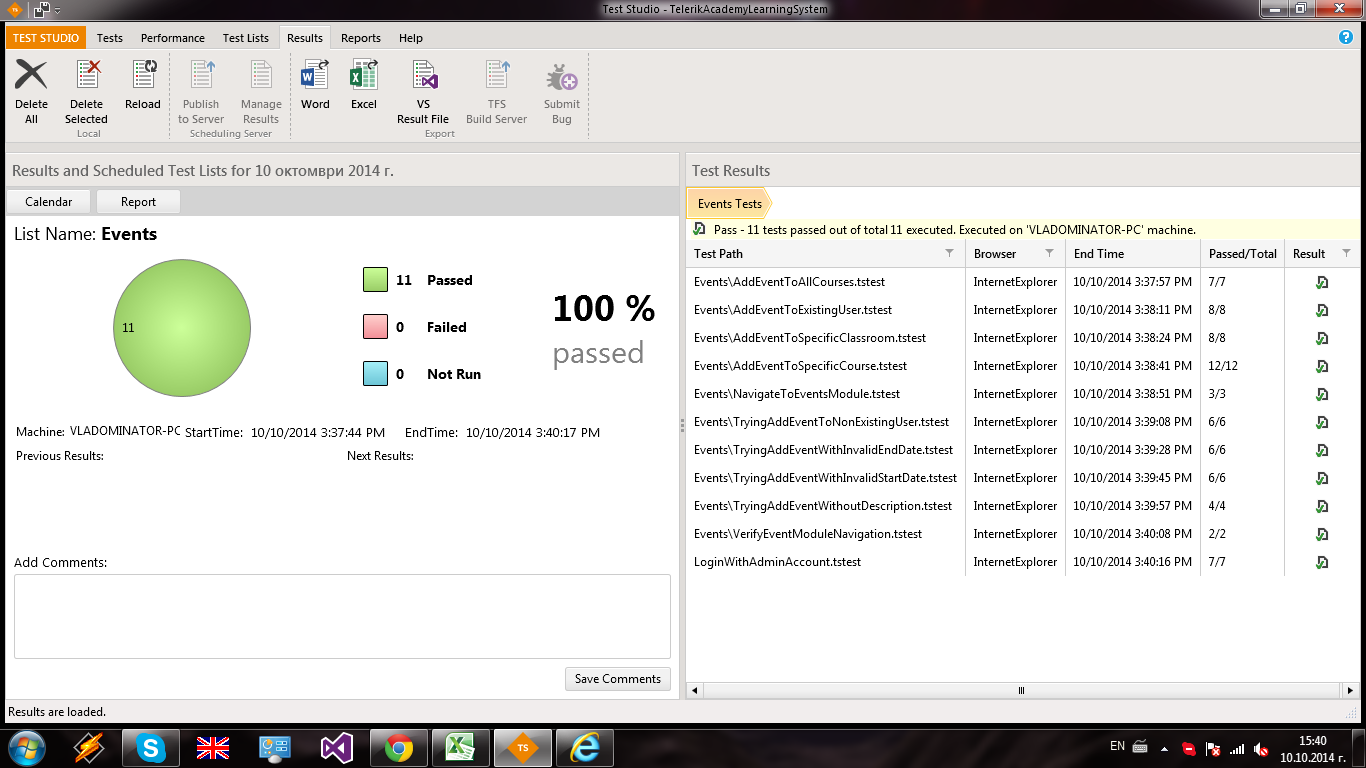 Test Studio - TelerikAcademyLearningSystem
TEST STUDIO Tests Performance Test Lists Results Reports Help
Delete All
Delete Selected
Reload
Local
Publish to Server
Manage Results
Scheduling Server
Word
Excel
VS Result File
TFS Build Server
Submit Bug
Export
Results and Scheduled Test Lists for 10 октомври 2014 г.
Calendar Report
List Name: Events
11
11 Passed
0 Failed
0 Not Run
100 %
passed
Machine: VLADOMINATOR-PC StartTime: 10/10/2014 3:37:44 PM EndTime: 10/10/2014 3:40:17 PM
Previous Results: Next Results:
Add Comments:
Save Comments
Test Results
Events Tests
Pass - 11 tests passed out of total 11 executed. Executed on 'VLADOMINATOR-PC' machine.
Test Path Browser End Time Passed/Total Result
Events\AddEventToAllCourses.tstest InternetExplorer 10/10/2014 3:37:57 PM 7/7
Events\AddEventToExistingUser.tstest InternetExplorer 10/10/2014 3:38:11 PM 8/8
Events\AddEventToSpecificClassroom.tstest InternetExplorer 10/10/2014 3:38:24 PM 8/8
Events\AddEventToSpecificCourse.tstest InternetExplorer 10/10/2014 3:38:41 PM 12/12
Events\NavigateToEventsModule.tstest InternetExplorer 10/10/2014 3:38:51 PM 3/3
Events\TryingAddEventToNonExistingUser.tstest InternetExplorer 10/10/2014 3:39:08 PM 6/6
Events\TryingAddEventWithInvalidEndDate.tstest InternetExplorer 10/10/2014 3:39:28 PM 6/6
Events\TryingAddEventWithInvalidStartDate.tstest InternetExplorer 10/10/2014 3:39:45 PM 6/6
Events\TryingAddEventWithoutDescription.tstest InternetExplorer 10/10/2014 3:39:57 PM 4/4
Events\VerifyEventModuleNavigation.tstest InternetExplorer 10/10/2014 3:40:08 PM 2/2
LoginWithAdminAccount.tstest InternetExplorer 10/10/2014 3:40:16 PM 7/7
Results are loaded.
TS
EN
15:40
10.10.2014 г.